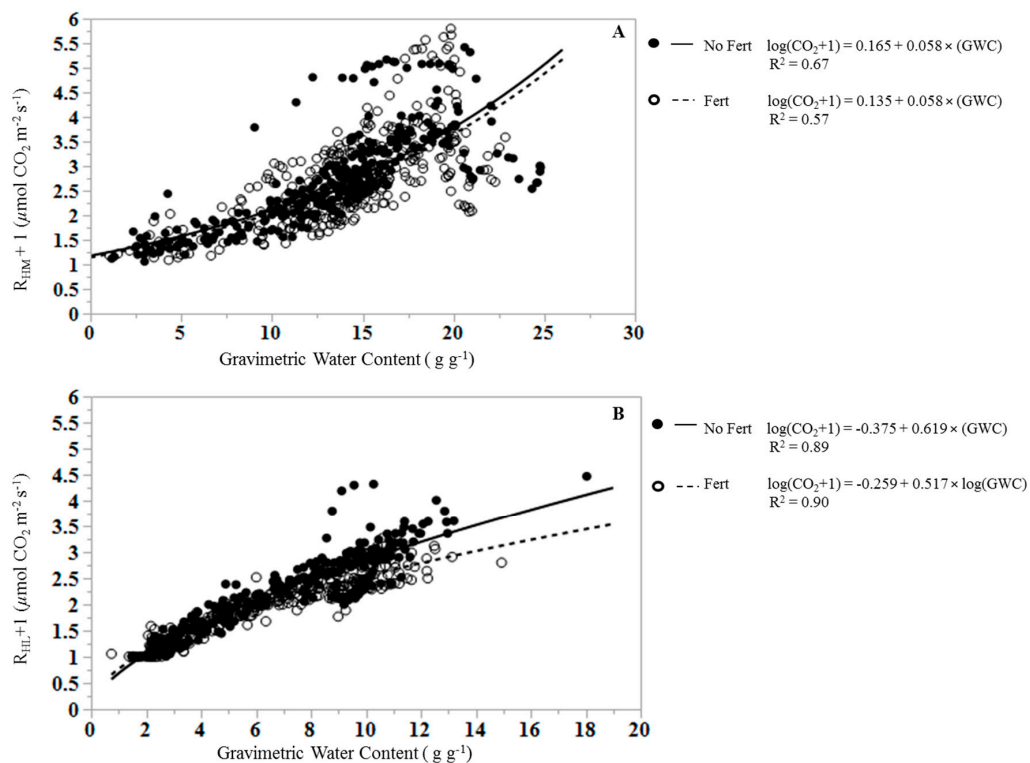 A
6
5.5
5
4.5
4
3.5
3
2.5
2
1.5
1
0.5
0
R_HM + 1 (μmol CO₂ m⁻² s⁻¹)
0 5 10 15 20 25 30
Gravimetric Water Content ( g g⁻¹)
No Fert log(CO₂+1) = 0.165 + 0.058 × (GWC)
R² = 0.67
Fert log(CO₂+1) = 0.135 + 0.058 × (GWC)
R² = 0.57
B
6
5.5
5
4.5
4
3.5
3
2.5
2
1.5
1
0.5
0
R_HL+1 (μmol CO₂ m⁻² s⁻¹)
0 2 4 6 8 10 12 14 16 18 20
Gravimetric Water Content ( g g⁻¹)
No Fert log(CO₂+1) = -0.375 + 0.619 × (GWC)
R² = 0.89
Fert log(CO₂+1) = -0.259 + 0.517 × log(GWC)
R² = 0.90